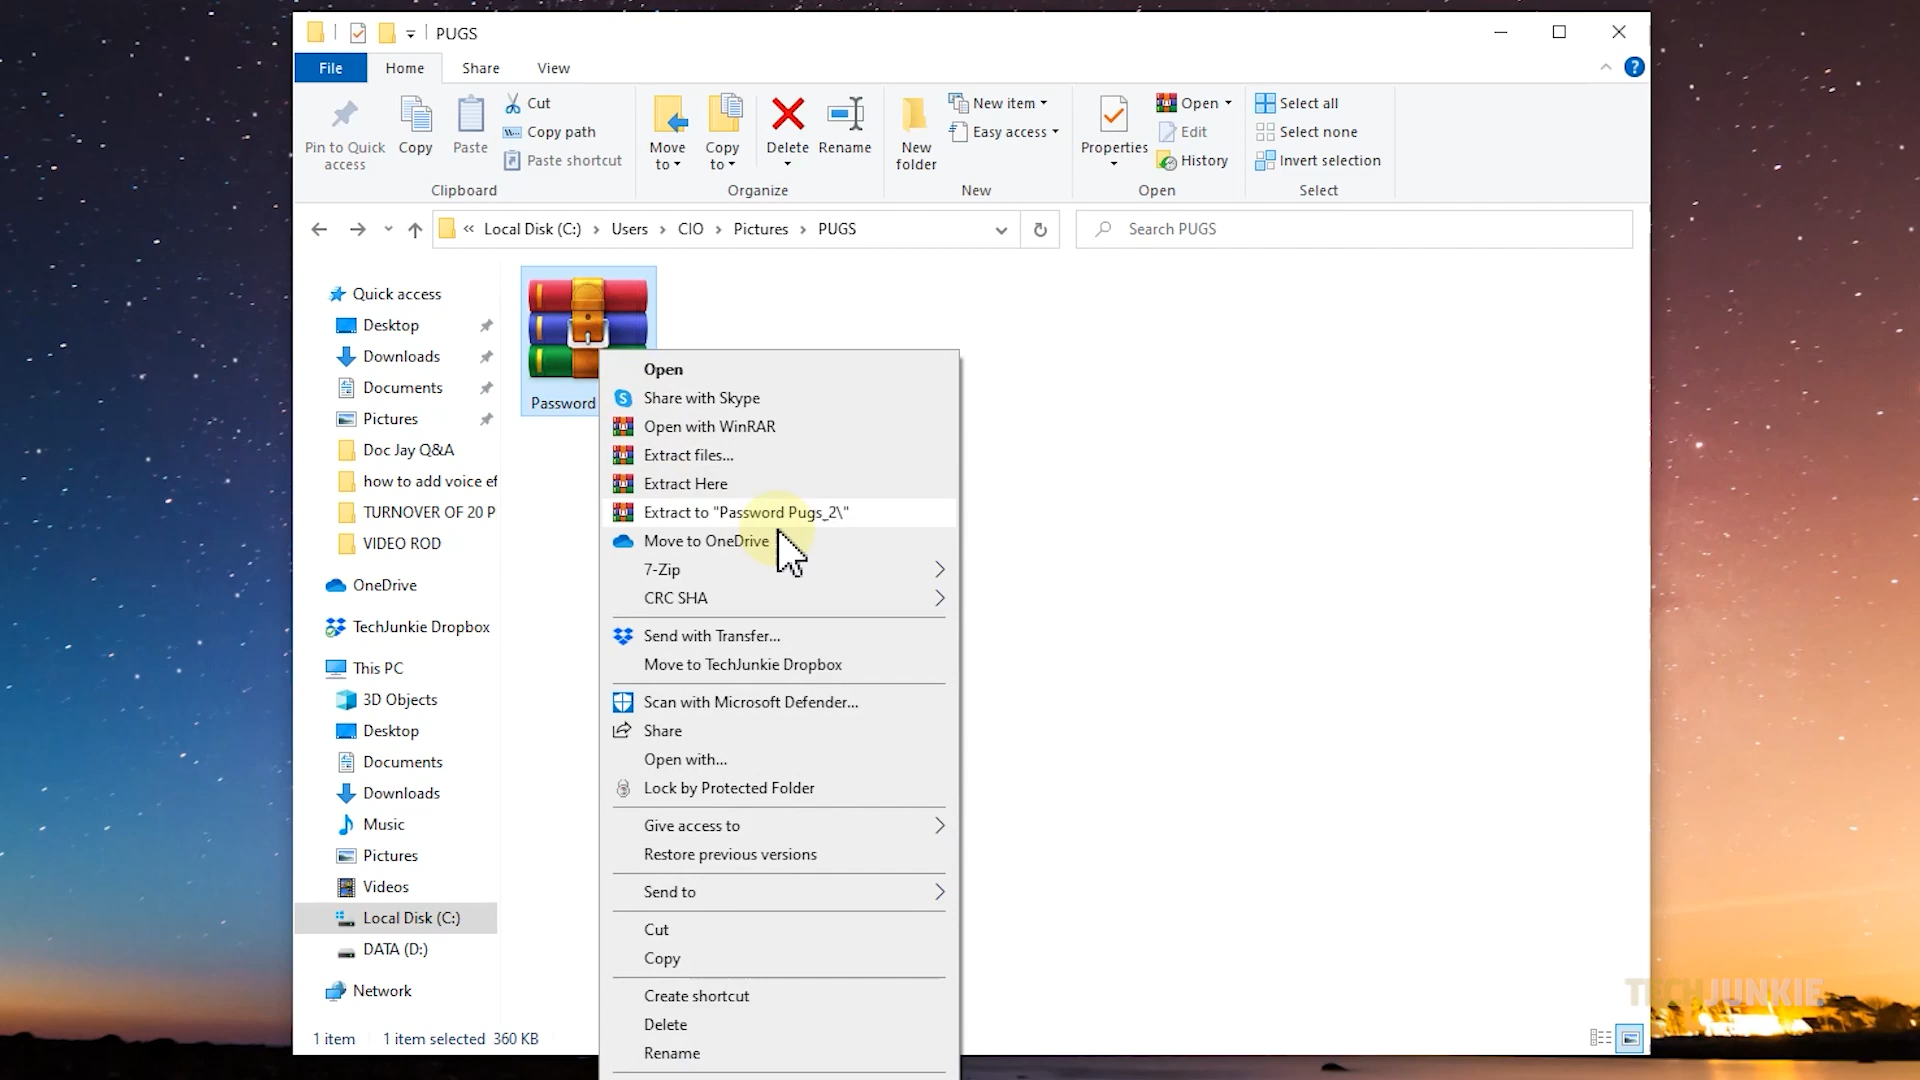 PUGS
File
Home
Share
View
Pin to Quick access
Copy
Paste
Cut
Copy path
Paste shortcut
Clipboard
Move to
Copy to
Delete
Rename
Organize
New folder
New item
Easy access
New
Properties
Open
Edit
History
Open
Select all
Select none
Invert selection
Select
« Local Disk (C:) › Users › CIO › Pictures › PUGS
Search PUGS
Quick access
Desktop
Downloads
Documents
Pictures
Doc Jay Q&A
how to add voice ef
TURNOVER OF 20 P
VIDEO ROD
OneDrive
TechJunkie Dropbox
This PC
3D Objects
Desktop
Documents
Downloads
Music
Pictures
Videos
Local Disk (C:)
DATA (D:)
Network
Password
Open
Share with Skype
Open with WinRAR
Extract files...
Extract Here
Extract to "Password Pugs_2\"
Move to OneDrive
7-Zip
CRC SHA
Send with Transfer...
Move to TechJunkie Dropbox
Scan with Microsoft Defender...
Share
Open with...
Lock by Protected Folder
Give access to
Restore previous versions
Send to
Cut
Copy
Create shortcut
Delete
Rename
1 item
1 item selected 360 KB
TECHJUNKIE